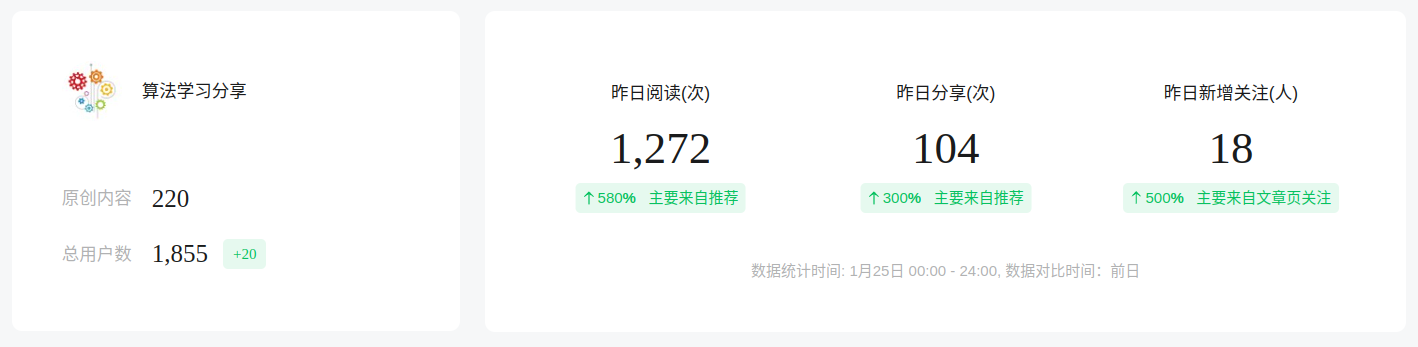 算法学习分享
原创内容 220
总用户数 1,855 +20
昨日阅读(次) 昨日分享(次) 昨日新增关注(人)
1,272 104 18
↑580% 主要来自推荐 ↑300% 主要来自推荐 ↑500% 主要来自文章页关注
数据统计时间: 1月25日 00:00 - 24:00, 数据对比时间：前日